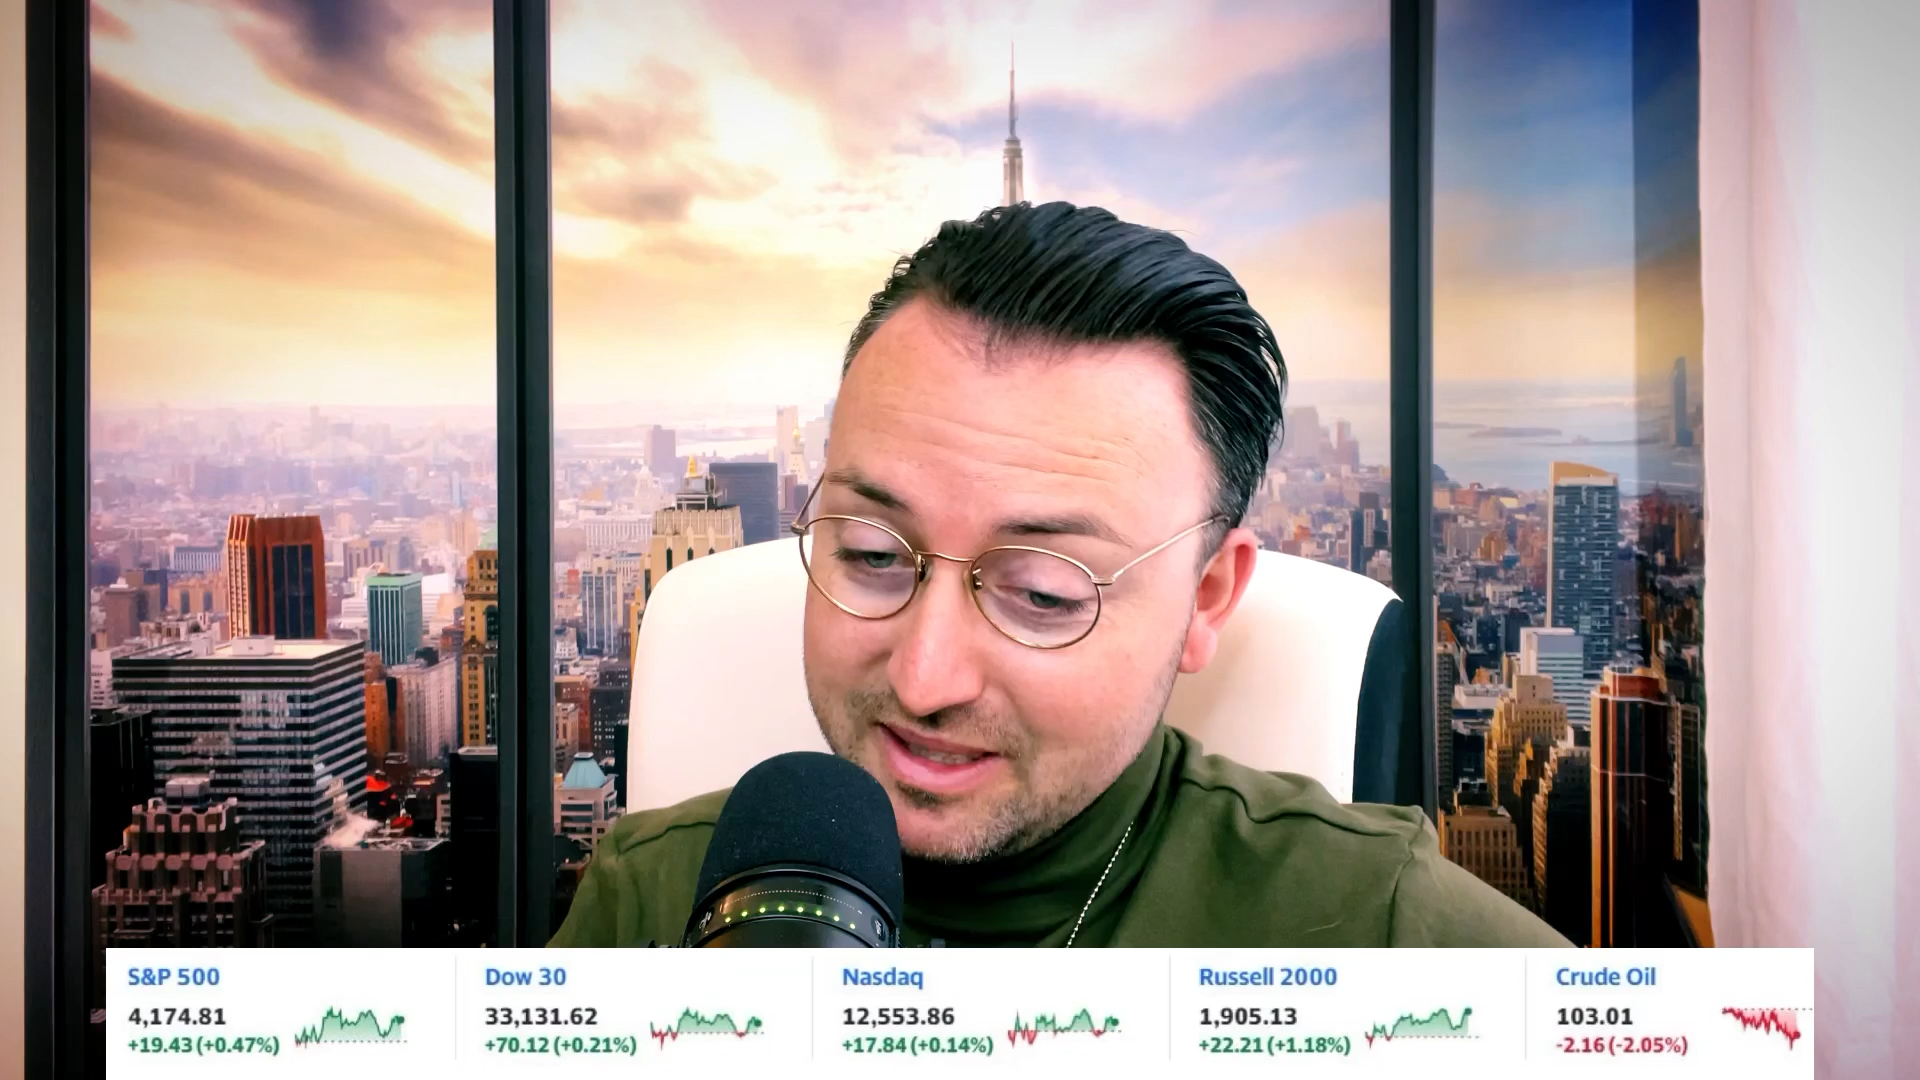 S&P 500
4,174.81
+19.43 (+0.47%)
Dow 30
33,131.62
+70.12 (+0.21%)
Nasdaq
12,553.86
+17.84 (+0.14%)
Russell 2000
1,905.13
+22.21 (+1.18%)
Crude Oil
103.01
-2.16 (-2.05%)